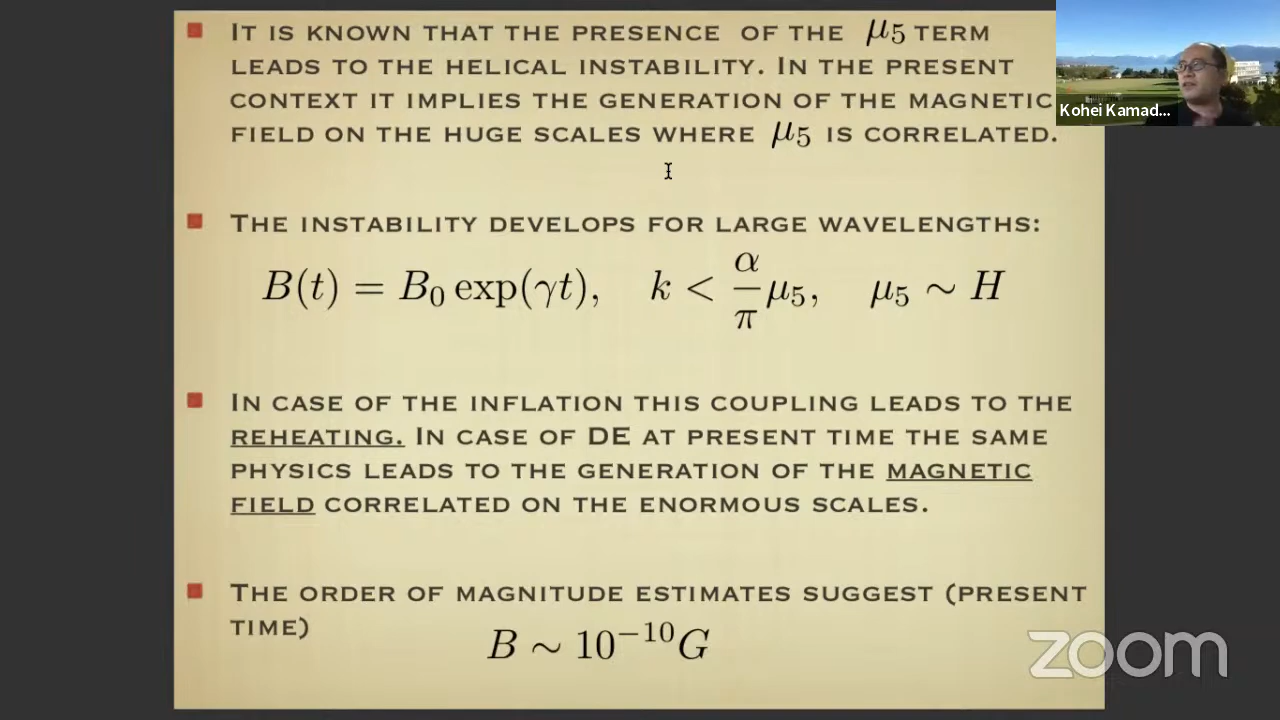 IT IS KNOWN THAT THE PRESENCE OF THE μ5 TERM
LEADS TO THE HELICAL INSTABILITY. IN THE PRESENT
CONTEXT IT IMPLIES THE GENERATION OF THE MAGNETIC
FIELD ON THE HUGE SCALES WHERE μ5 IS CORRELATED.
THE INSTABILITY DEVELOPS FOR LARGE WAVELENGTHS:
B(t) = B₀ exp(γt), k < α/π μ₅, μ₅ ∼ H
IN CASE OF THE INFLATION THIS COUPLING LEADS TO THE
REHEATING. IN CASE OF DE AT PRESENT TIME THE SAME
PHYSICS LEADS TO THE GENERATION OF THE MAGNETIC
FIELD CORRELATED ON THE ENORMOUS SCALES.
THE ORDER OF MAGNITUDE ESTIMATES SUGGEST (PRESENT
TIME)
B ∼ 10⁻¹⁰G
Kohei Kamad...
zoom